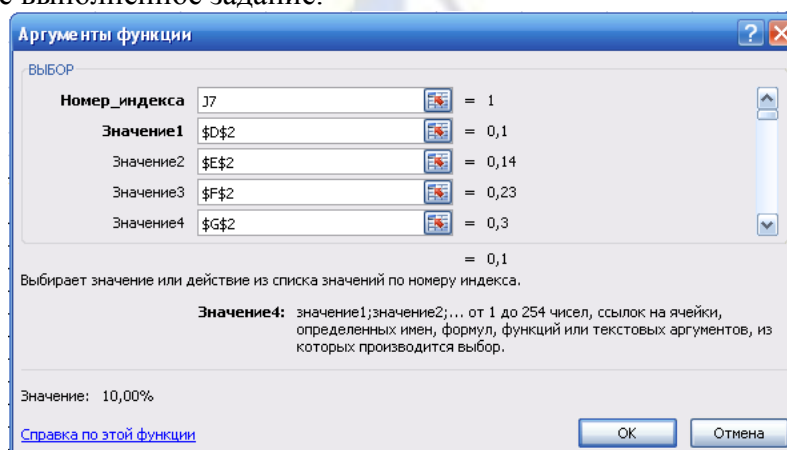 е выполненное задание.
Аргументы функции
ВЫБОР
Номер_индекса J7 = 1
Значение1 $D$2 = 0,1
Значение2 $E$2 = 0,14
Значение3 $F$2 = 0,23
Значение4 $G$2 = 0,3
= 0,1
Выбирает значение или действие из списка значений по номеру индекса.
Значение4: значение1;значение2;... от 1 до 254 чисел, ссылок на ячейки,
определенных имен, формул, функций или текстовых аргументов, из
которых производится выбор.
Значение: 10,00%
Справка по этой функции ОК Отмена